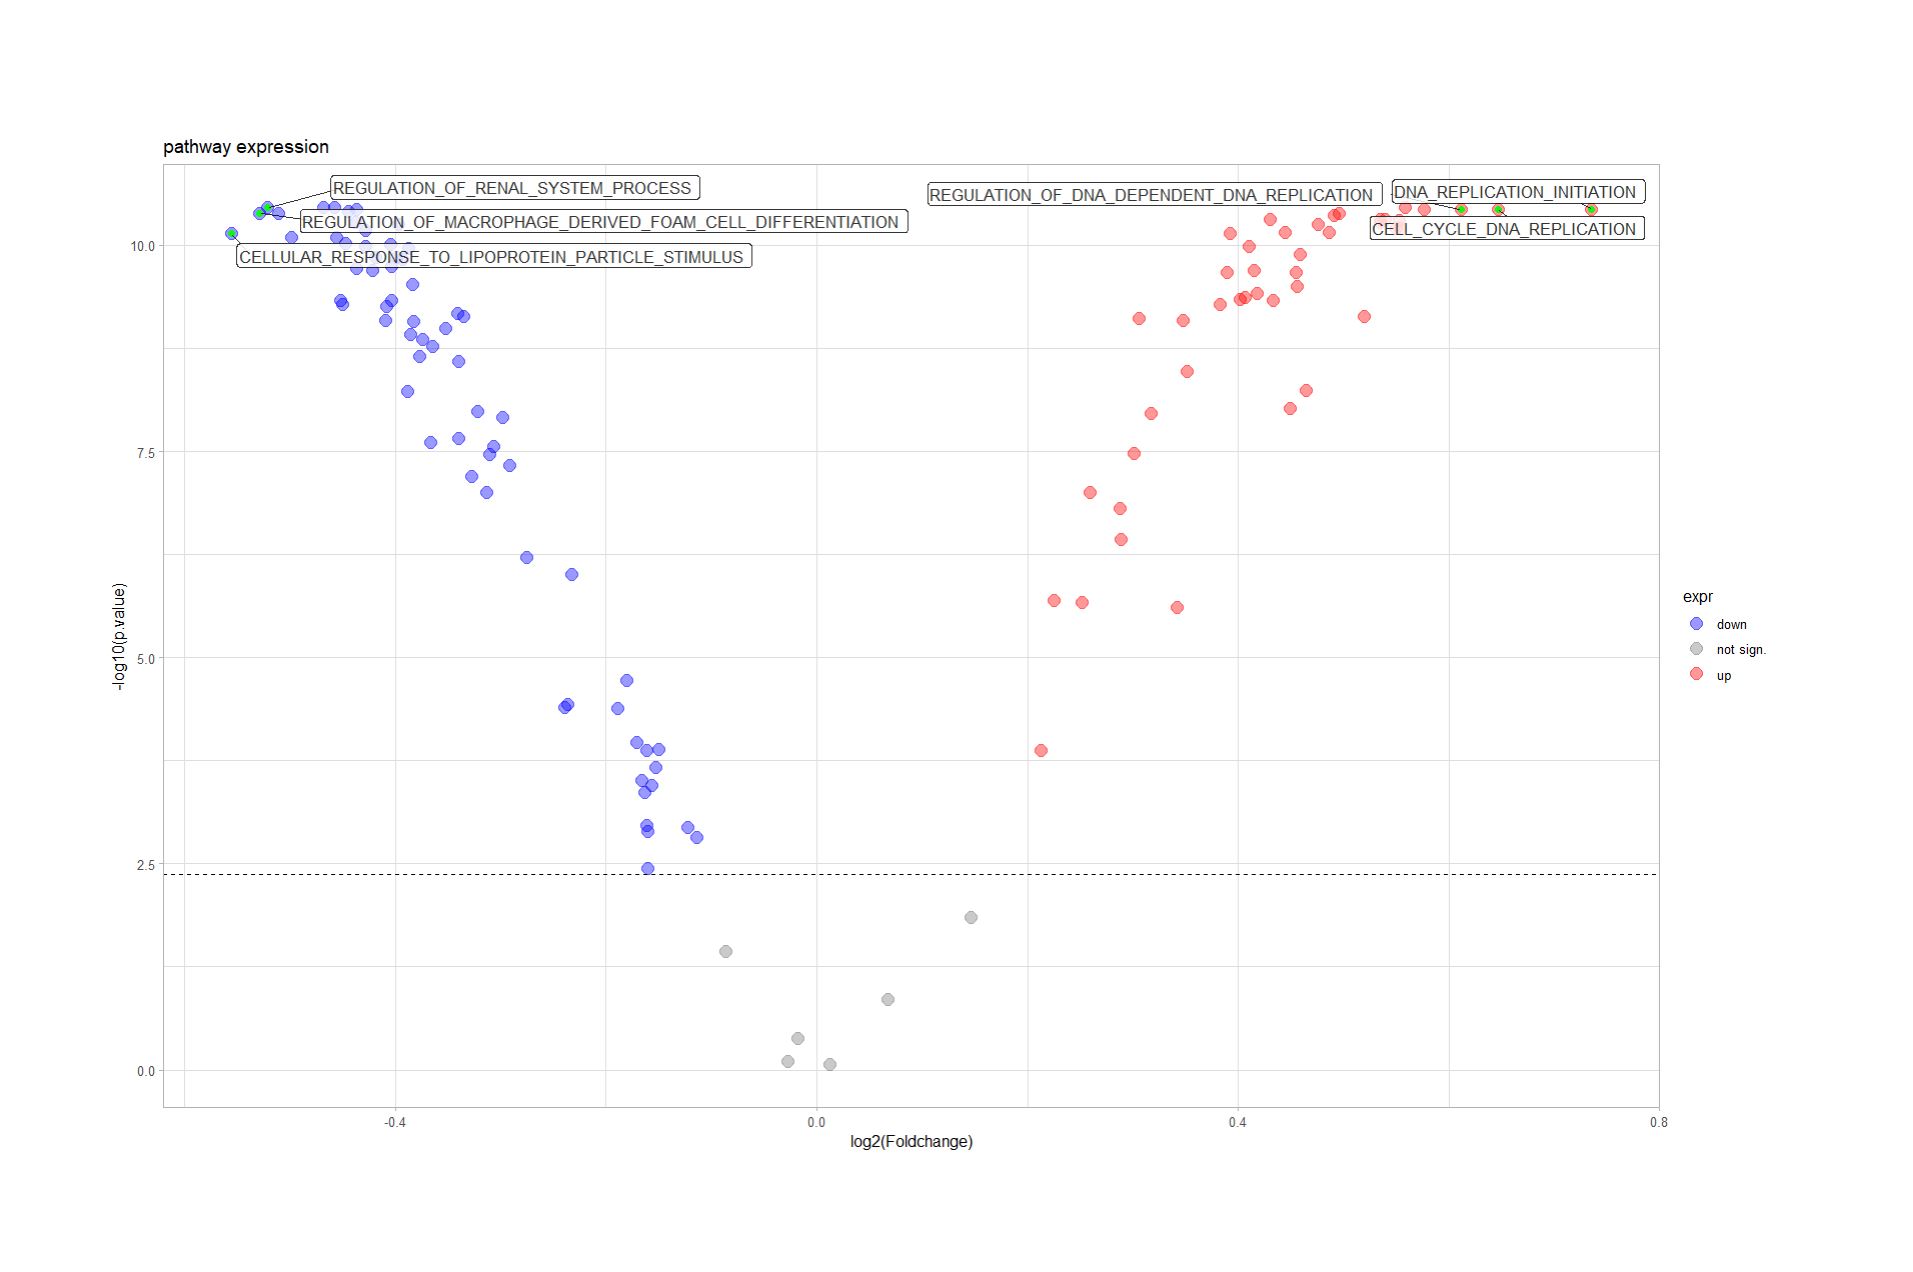 pathway expression
REGULATION_OF_RENAL_SYSTEM_PROCESS
REGULATION_OF_DNA_DEPENDENT_DNA_REPLICATION
DNA_REPLICATION_INITIATION
REGULATION_OF_MACROPHAGE_DERIVED_FOAM_CELL_DIFFERENTIATION
CELL_CYCLE_DNA_REPLICATION
CELLULAR_RESPONSE_TO_LIPOPROTEIN_PARTICLE_STIMULUS
10.0
7.5
5.0
2.5
0.0
-log10(p.value)
-0.4
0.0
0.4
0.8
log2(Foldchange)
expr
down
not sign.
up